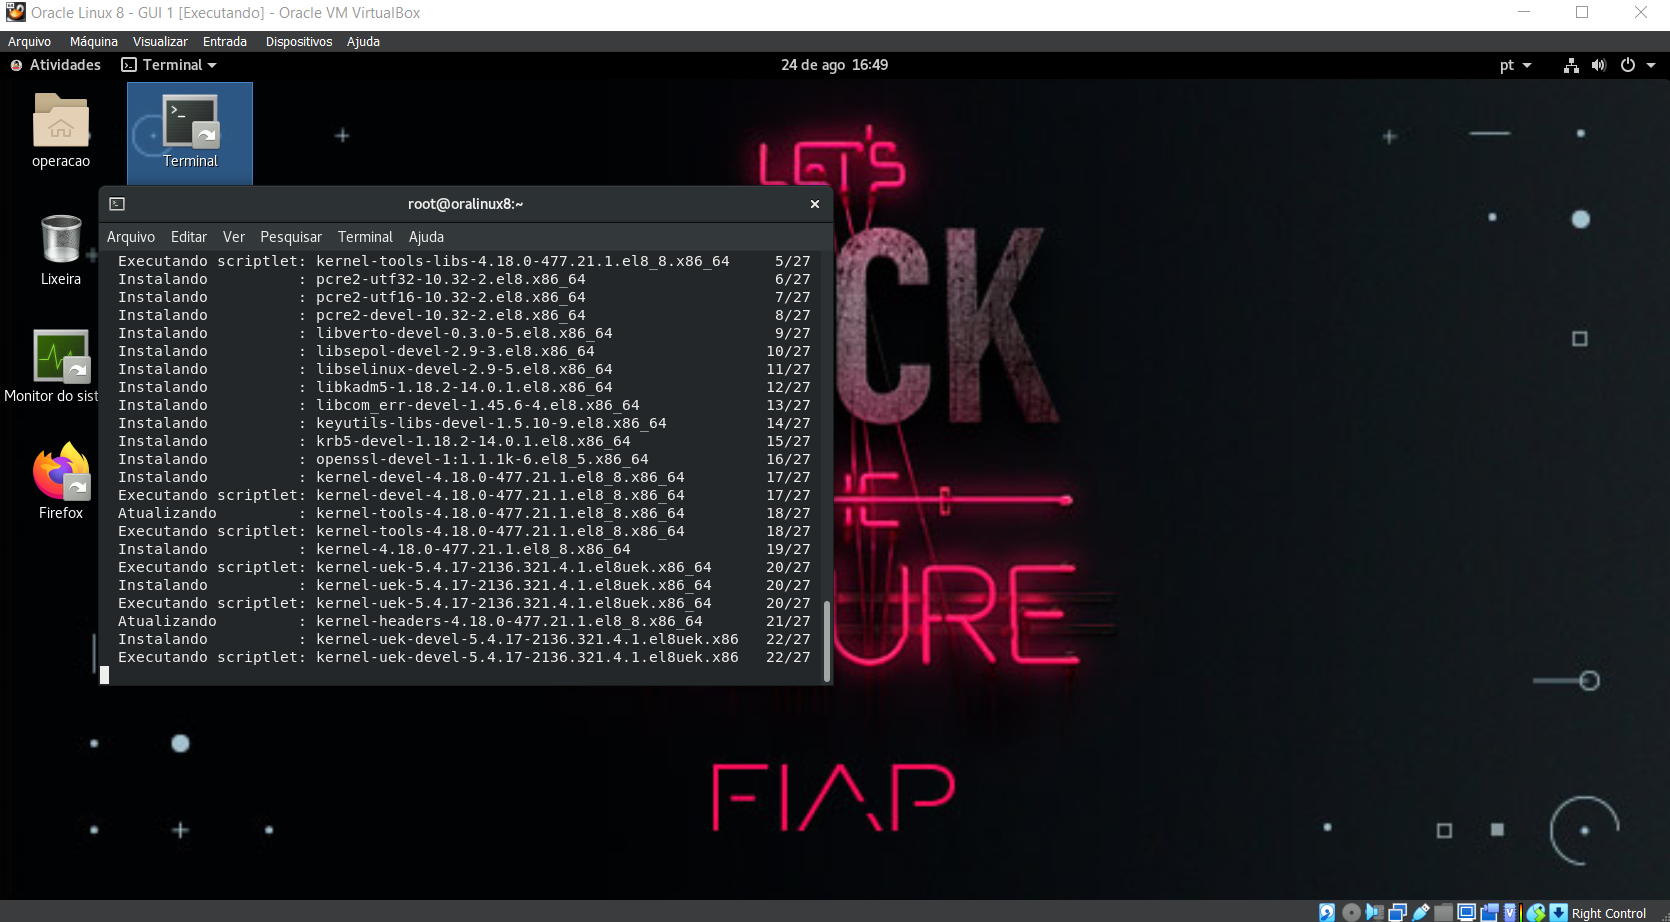 Oracle Linux 8 - GUI 1 [Executando] - Oracle VM VirtualBox
Arquivo Máquina Visualizar Entrada Dispositivos Ajuda
Atividades Terminal 24 de ago 16:49 pt
operacao
Terminal
Lixeira
Monitor do sist
Firefox
LET'S
CK
URE
FIAP
root@oralinux8:~
Arquivo Editar Ver Pesquisar Terminal Ajuda
Executando scriptlet: kernel-tools-libs-4.18.0-477.21.1.el8_8.x86_64 5/27
Instalando : pcre2-utf32-10.32-2.el8.x86_64 6/27
Instalando : pcre2-utf16-10.32-2.el8.x86_64 7/27
Instalando : pcre2-devel-10.32-2.el8.x86_64 8/27
Instalando : libverto-devel-0.3.0-5.el8.x86_64 9/27
Instalando : libsepol-devel-2.9-3.el8.x86_64 10/27
Instalando : libselinux-devel-2.9-5.el8.x86_64 11/27
Instalando : libkadm5-1.18.2-14.0.1.el8.x86_64 12/27
Instalando : libcom_err-devel-1.45.6-4.el8.x86_64 13/27
Instalando : keyutils-libs-devel-1.5.10-9.el8.x86_64 14/27
Instalando : krb5-devel-1.18.2-14.0.1.el8.x86_64 15/27
Instalando : openssl-devel-1:1.1.1k-6.el8_5.x86_64 16/27
Instalando : kernel-devel-4.18.0-477.21.1.el8_8.x86_64 17/27
Executando scriptlet: kernel-devel-4.18.0-477.21.1.el8_8.x86_64 17/27
Atualizando : kernel-tools-4.18.0-477.21.1.el8_8.x86_64 18/27
Executando scriptlet: kernel-tools-4.18.0-477.21.1.el8_8.x86_64 18/27
Instalando : kernel-4.18.0-477.21.1.el8_8.x86_64 19/27
Executando scriptlet: kernel-uek-5.4.17-2136.321.4.1.el8uek.x86_64 20/27
Instalando : kernel-uek-5.4.17-2136.321.4.1.el8uek.x86_64 20/27
Executando scriptlet: kernel-uek-5.4.17-2136.321.4.1.el8uek.x86_64 20/27
Atualizando : kernel-headers-4.18.0-477.21.1.el8_8.x86_64 21/27
Instalando : kernel-uek-devel-5.4.17-2136.321.4.1.el8uek.x86 22/27
Executando scriptlet: kernel-uek-devel-5.4.17-2136.321.4.1.el8uek.x86 22/27
Right Control